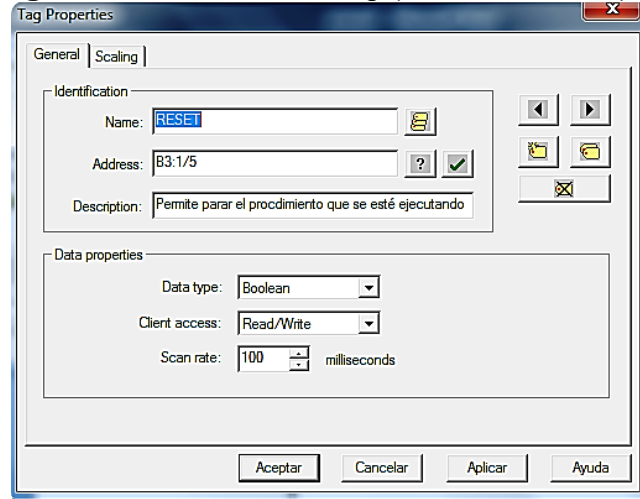 Tag Properties
General
Scaling
Identification
Name: RESET
Address: B3:1/5
?
Description: Permite parar el procdimiento que se esté ejecutando
Data properties
Data type: Boolean
Client access: Read/Write
Scan rate: 100 milliseconds
Aceptar Cancelar Aplicar Ayuda